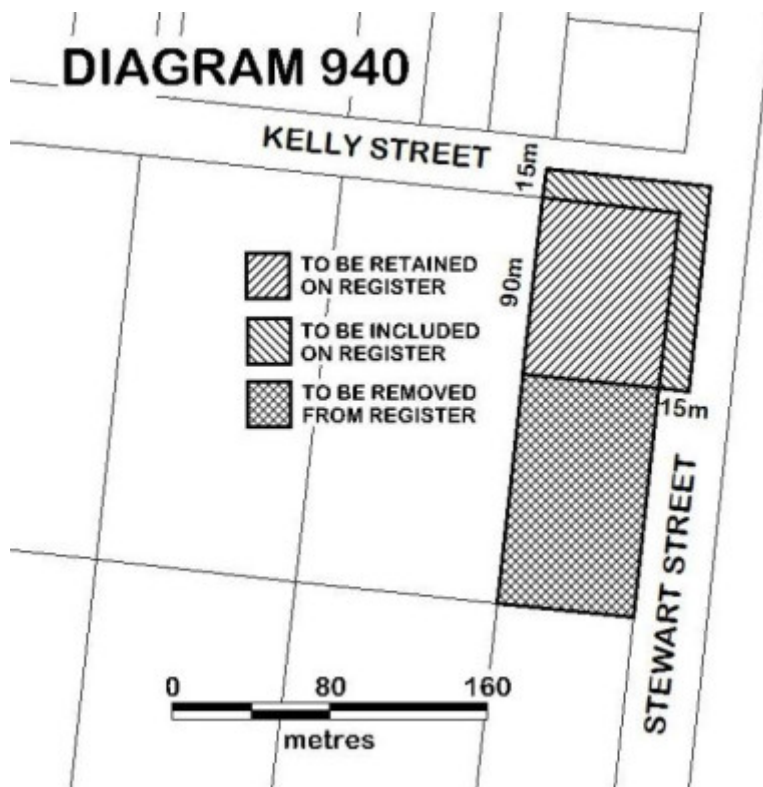 DIAGRAM 940
KELLY STREET
15m
90m
TO BE RETAINED
ON REGISTER
TO BE INCLUDED
ON REGISTER
TO BE REMOVED
FROM REGISTER
15m
STEWART STREET
0 80 160
metres